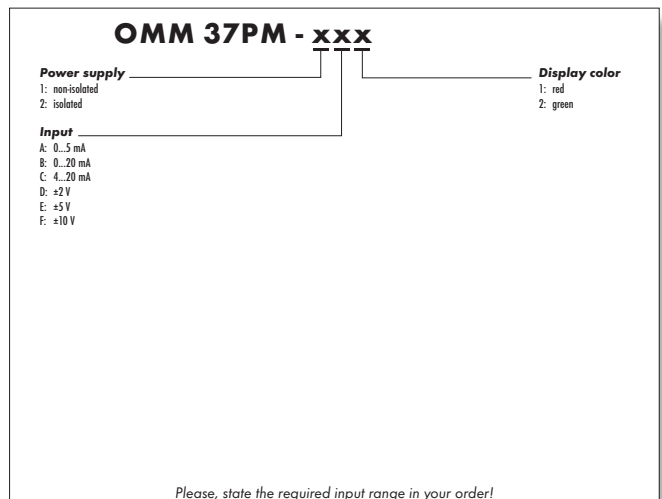 OMM 37PM - xxx
Power supply
1: non-isolated
2: isolated
Input
A: 0...5 mA
B: 0...20 mA
C: 4...20 mA
D: ±2 V
E: ±5 V
F: ±10 V
Display color
1: red
2: green
Please, state the required input range in your order!